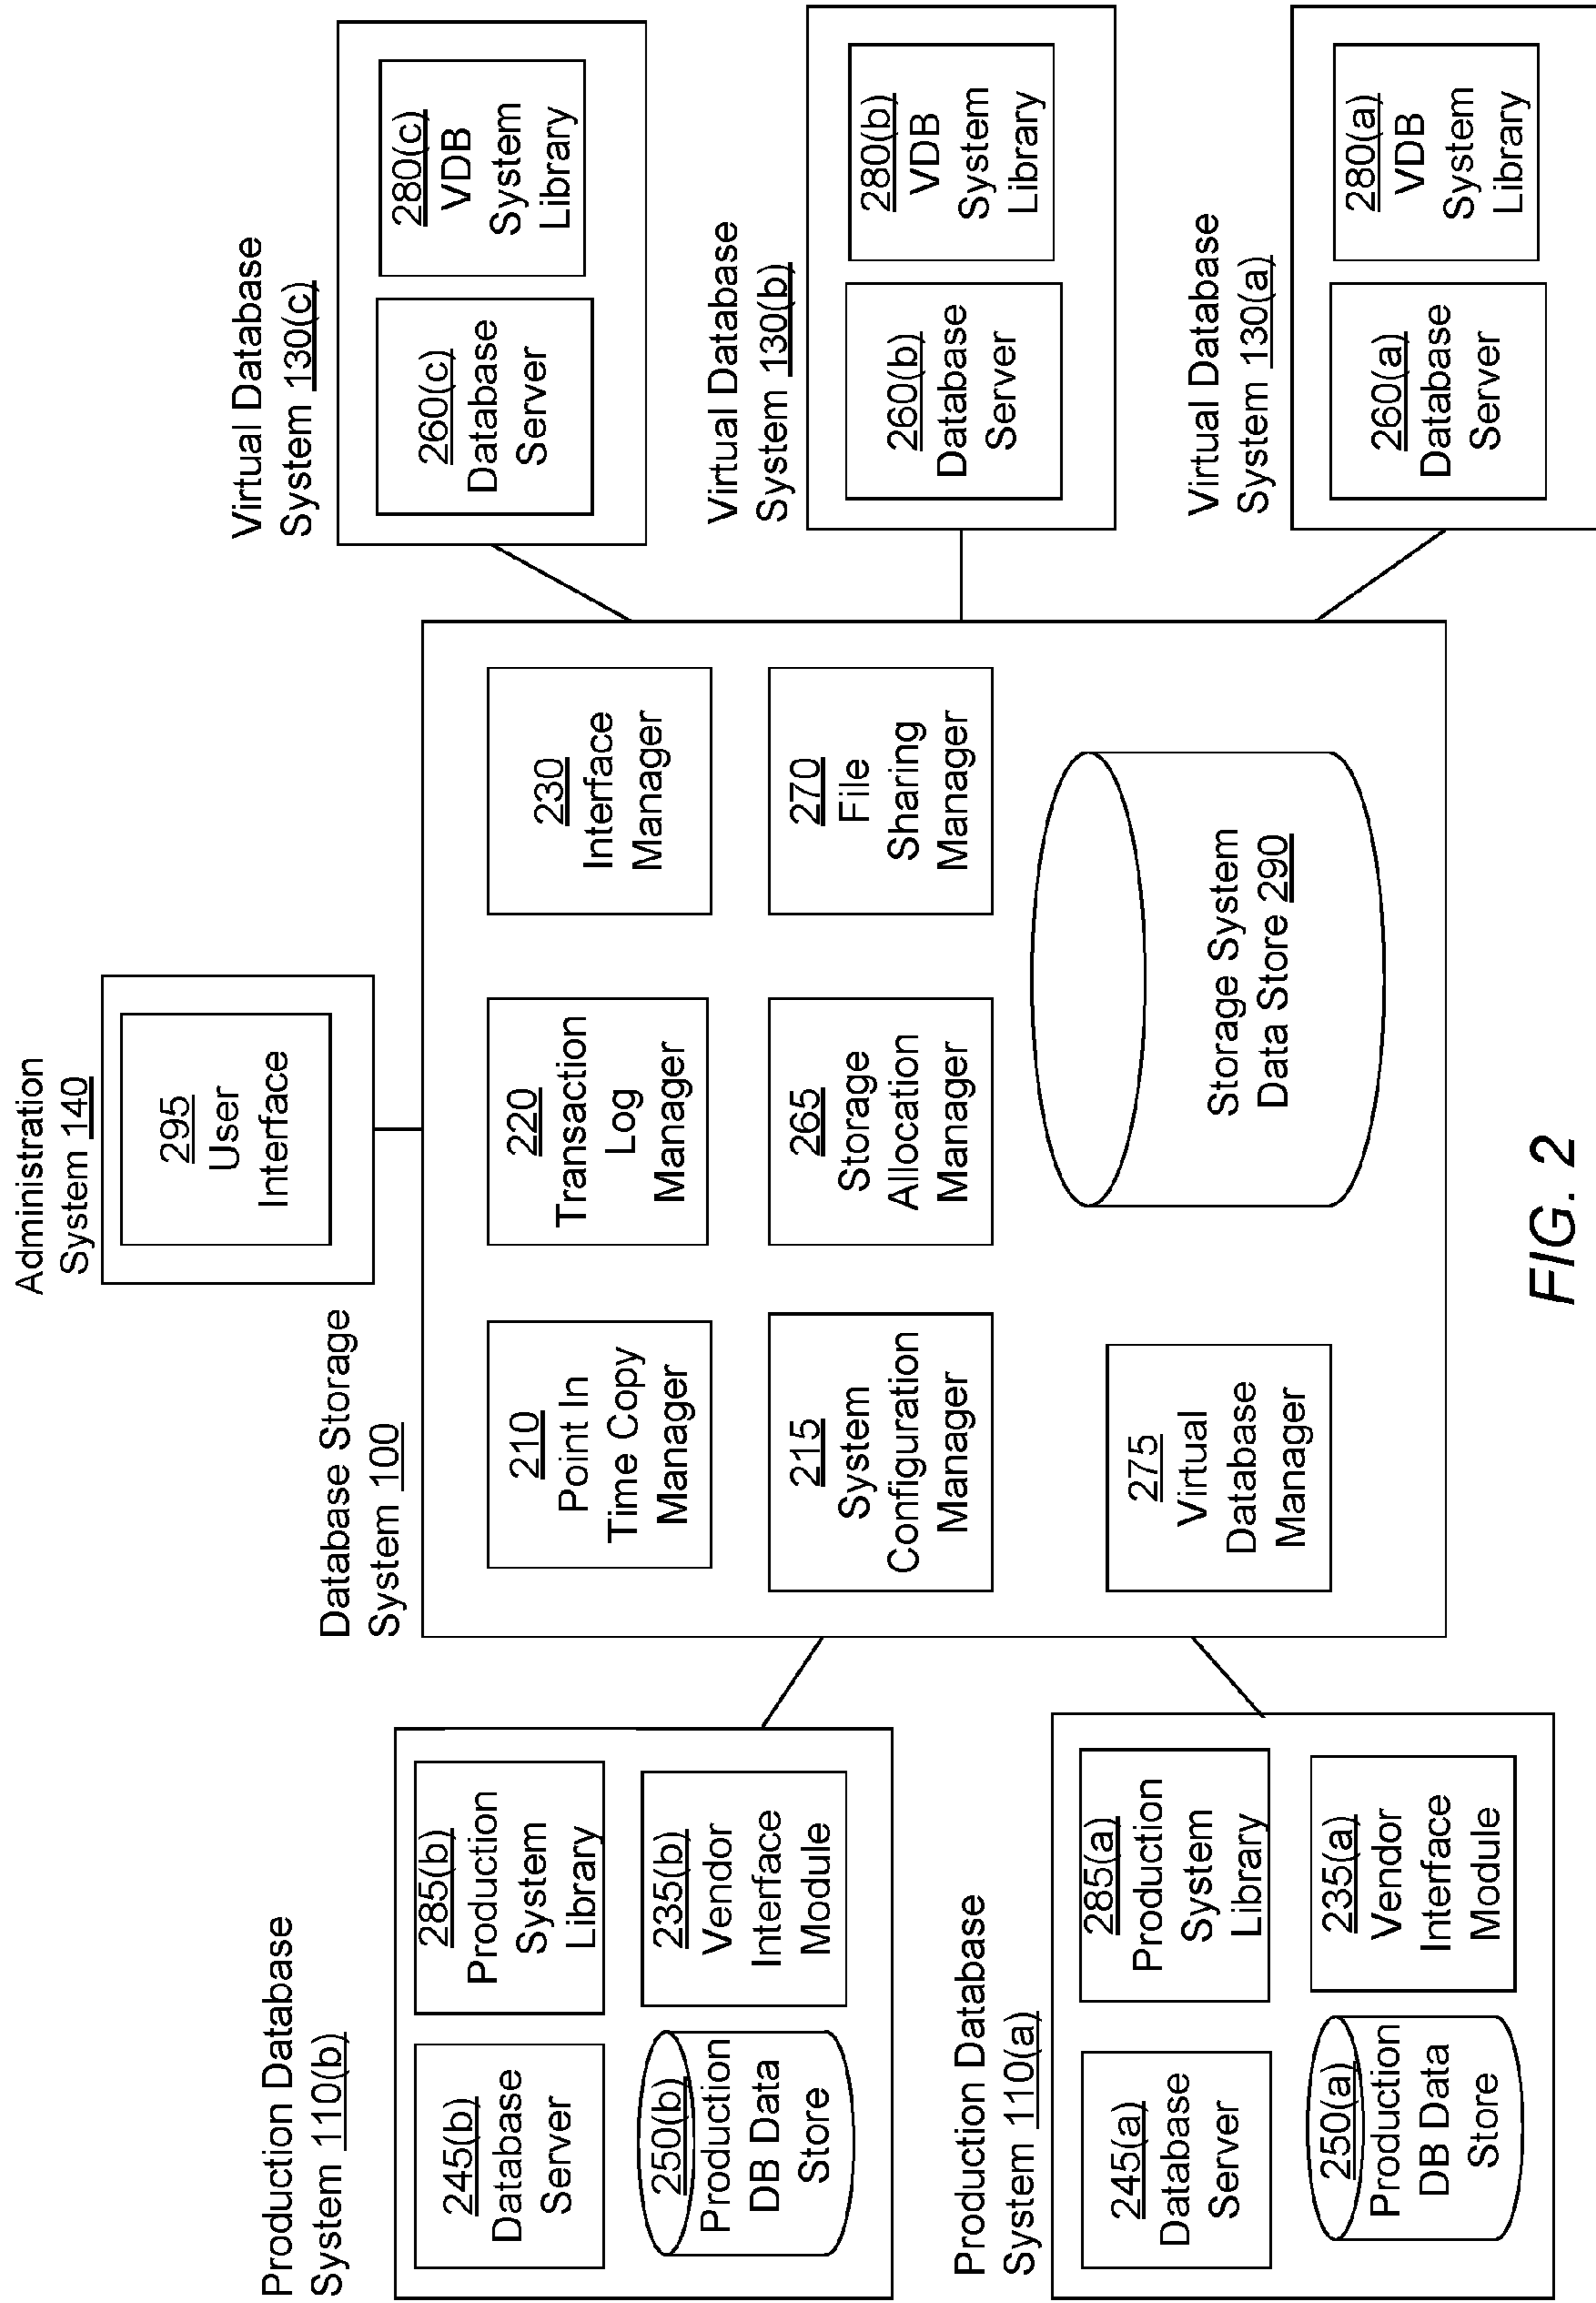 Administration
System 140
295
User
Interface
Database Storage
System 100
210
Point In
Time Copy
Manager
220
Transaction
Log
Manager
230
Interface
Manager
215
System
Configuration
Manager
265
Storage
Allocation
Manager
270
File
Sharing
Manager
275
Virtual
Database
Manager
Storage System
Data Store 290
Production Database
System 110(b)
245(b)
Database
Server
285(b)
Production
System
Library
250(b)
Production
DB Data
Store
235(b)
Vendor
Interface
Module
Production Database
System 110(a)
245(a)
Database
Server
285(a)
Production
System
Library
250(a)
Production
DB Data
Store
235(a)
Vendor
Interface
Module
Virtual Database
System 130(c)
260(c)
Database
Server
280(c)
VDB
System
Library
Virtual Database
System 130(b)
260(b)
Database
Server
280(b)
VDB
System
Library
Virtual Database
System 130(a)
260(a)
Database
Server
280(a)
VDB
System
Library
FIG. 2